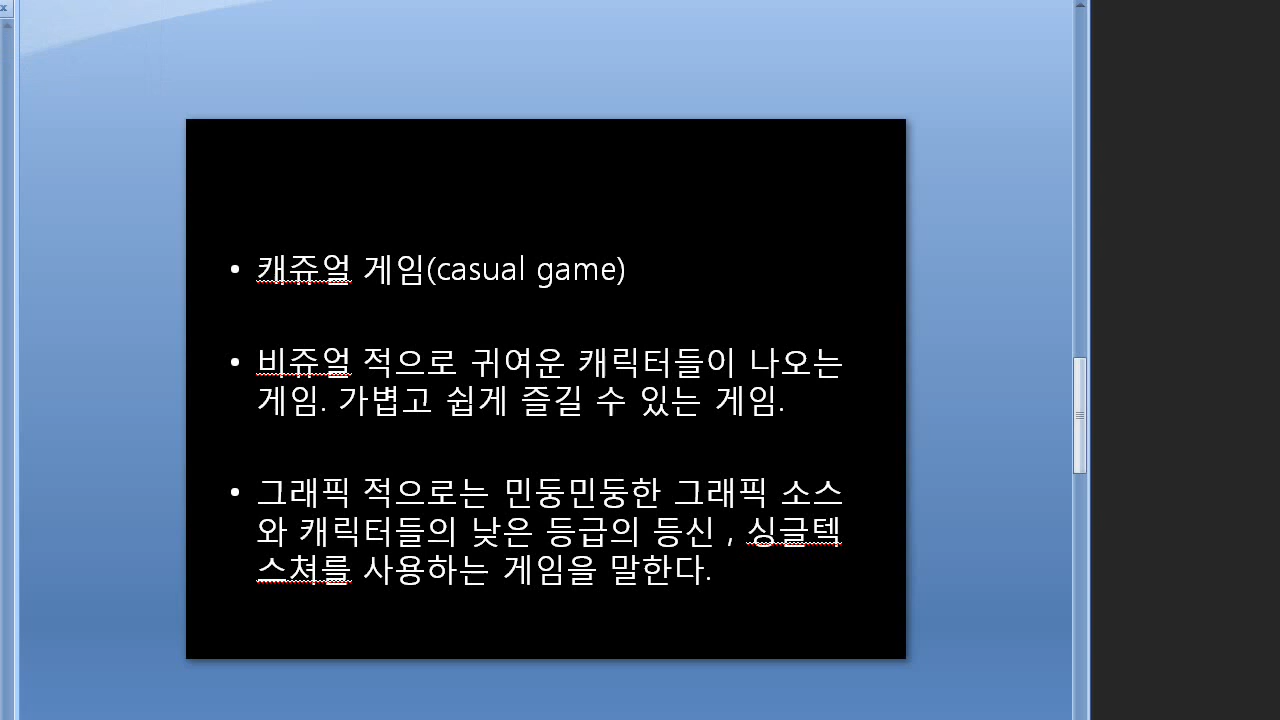 • 캐쥬얼 게임(casual game)
• 비쥬얼 적으로 귀여운 캐릭터들이 나오는
게임. 가볍고 쉽게 즐길 수 있는 게임.
• 그래픽 적으로는 민둥민둥한 그래픽 소스
와 캐릭터들의 낮은 등급의 등신 , 싱글텍
스쳐를 사용하는 게임을 말한다.